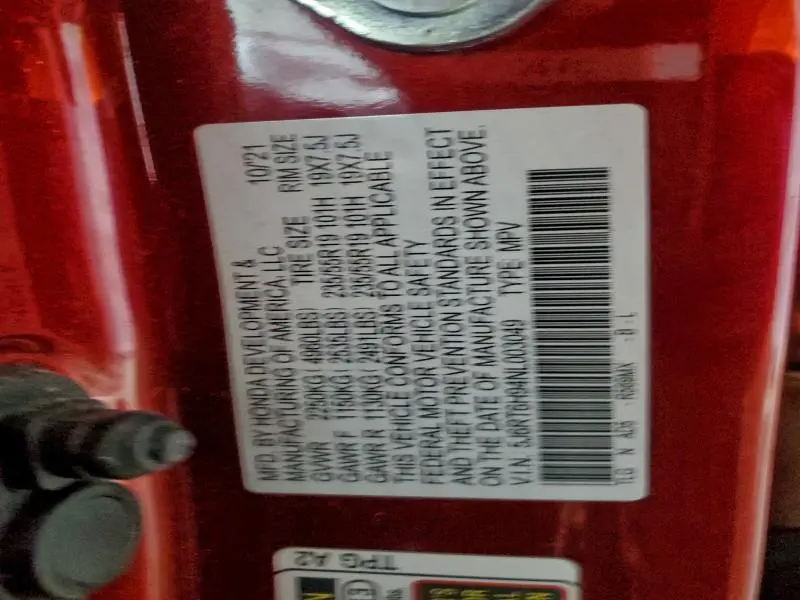 MFD. BY HONDA DEVELOPMENT & 10/21
MANUFACTURING OF AMERICA, LLC
TIRE SIZE RIM SIZE
GVWR 2250KG( 4960LBS)
GAWR F 1150KG( 2535LBS) 235/55R19 101H 19X7.5J
GAWR R 1130KG( 2491LBS) 235/55R19 101H 19X7.5J
THIS VEHICLE CONFORMS TO ALL APPLICABLE
FEDERAL MOTOR VEHICLE SAFETY
AND THEFT PREVENTION STANDARDS IN EFFECT
ON THE DATE OF MANUFACTURE SHOWN ABOVE.
V.I.N. 5J8RT6H94NL003049 TYPE: MPV
N A35
TPG A2